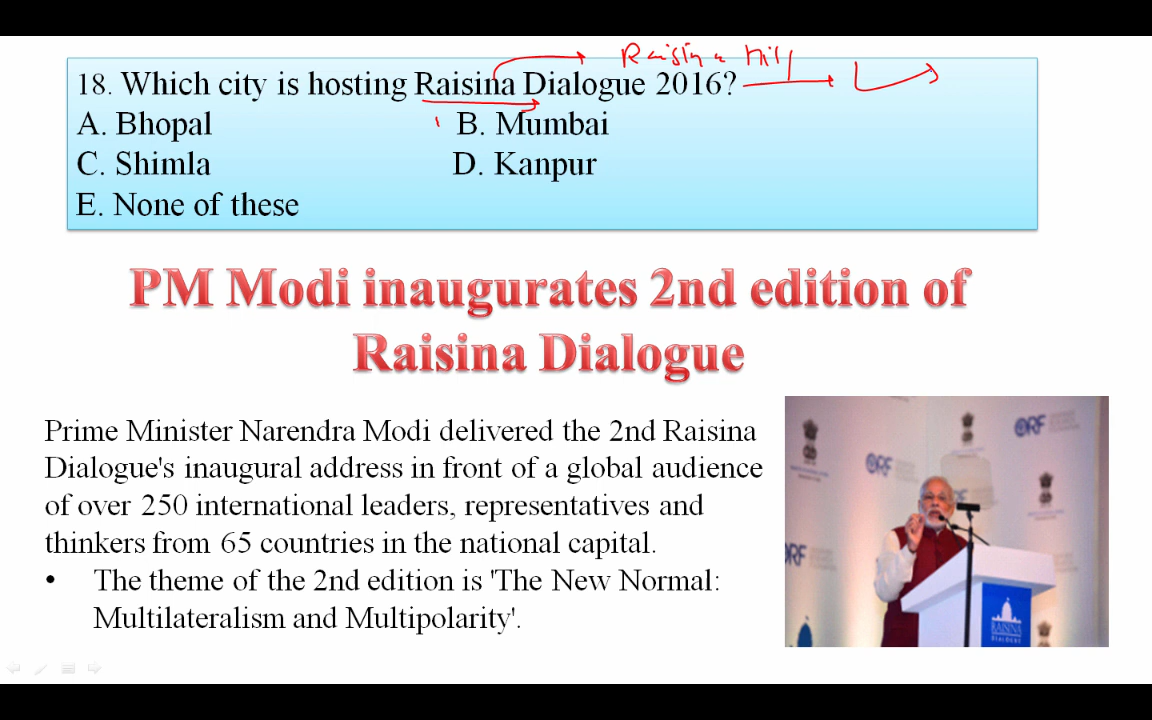 Raisina Hill
18. Which city is hosting Raisina Dialogue 2016?
A. Bhopal B. Mumbai
C. Shimla D. Kanpur
E. None of these
PM Modi inaugurates 2nd edition of
Raisina Dialogue
Prime Minister Narendra Modi delivered the 2nd Raisina
Dialogue's inaugural address in front of a global audience
of over 250 international leaders, representatives and
thinkers from 65 countries in the national capital.
• The theme of the 2nd edition is 'The New Normal:
Multilateralism and Multipolarity'.
ORF
ORF
ORF
RAISINA
DIALOGUE